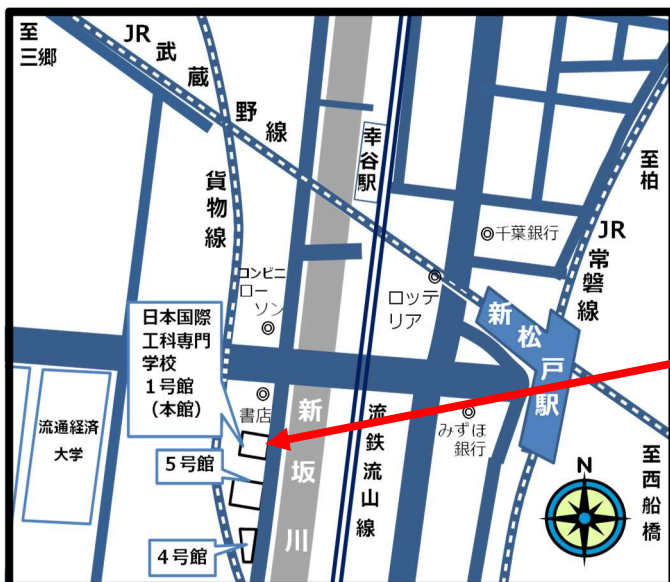 至
三郷
JR武蔵野線
貨物線
幸谷駅
至柏
JR常磐線
◎千葉銀行
コンビニ
ローソン
ロッテ
リア
新松戸駅
日本国際
工科専門
学校
1号館
（本館）
書店
流通経済
大学
5号館
4号館
新坂川
流鉄流山線
みずほ
銀行
至西船橋
N